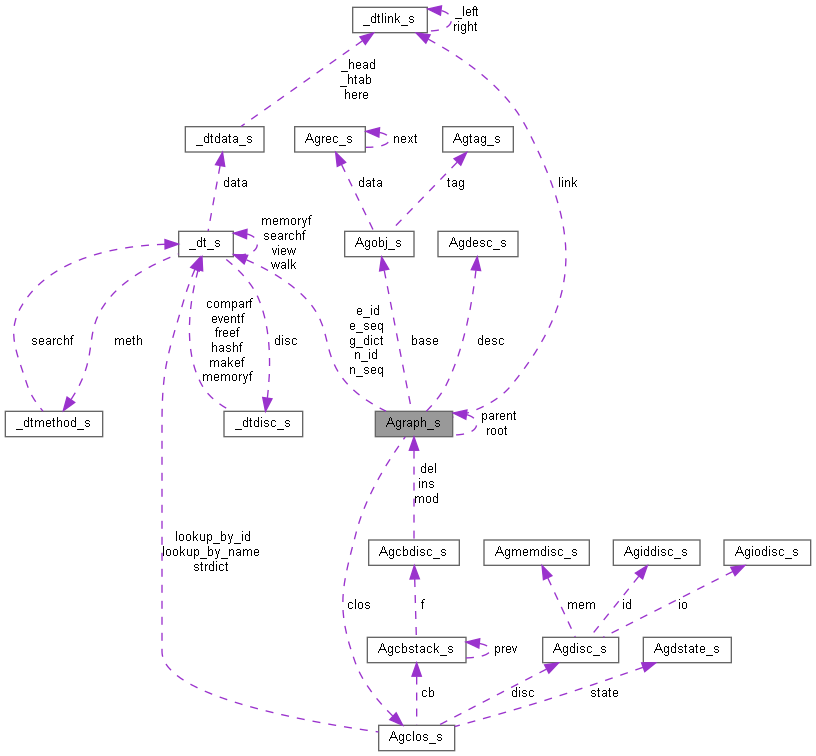 _dtlink_s
_left
right
_head
_htab
here
_dtdata_s
Agrec_s
next
Agtag_s
data
data
tag
link
memoryf
searchf
view
walk
_dt_s
Agobj_s
Agdesc_s
searchf
meth
comparf
eventf
freef
hashf
makef
memoryf
disc
e_id
e_seq
g_dict
n_id
n_seq
base
desc
_dtmethod_s
_dtdisc_s
Agraph_s
parent
root
del
ins
mod
lookup_by_id
lookup_by_name
strdict
Agcbdisc_s
Agmemdisc_s
Agiddisc_s
Agiodisc_s
clos
f
mem
id
io
Agcbstack_s
prev
Agdisc_s
Agdstate_s
cb
disc
state
Agclos_s